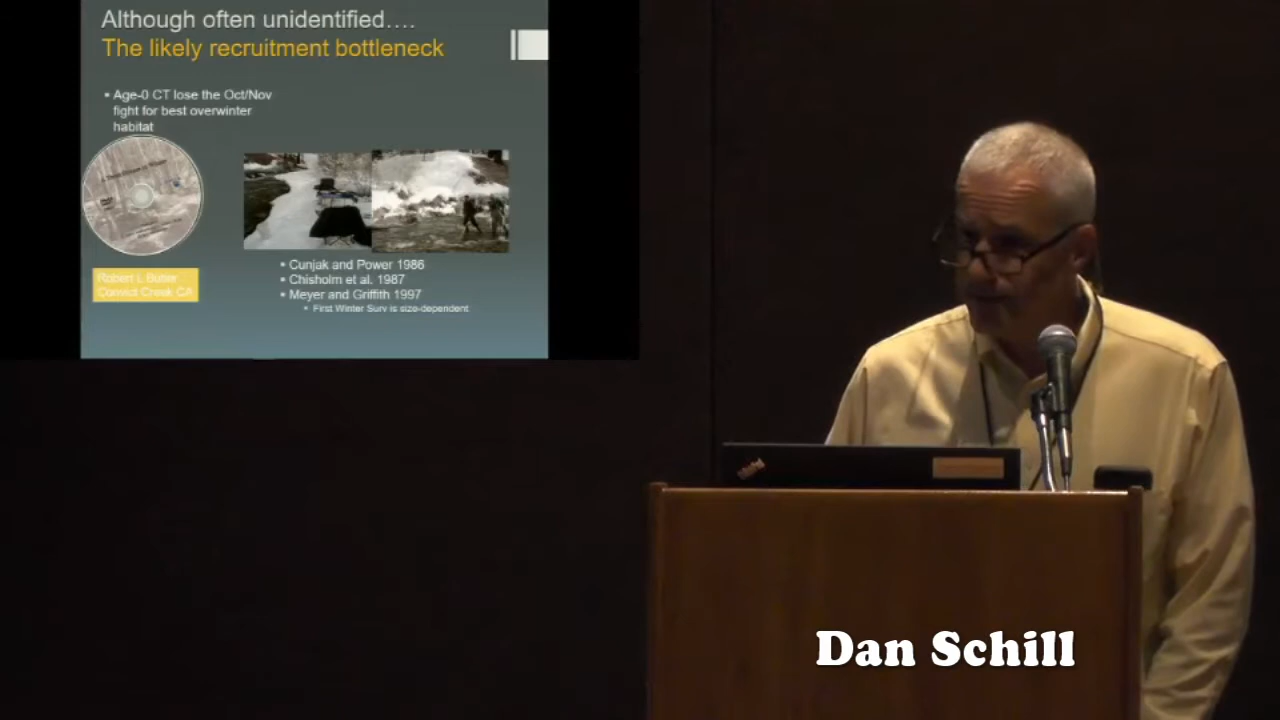 Although often unidentified....
The likely recruitment bottleneck
▪ Age-0 CT lose the Oct/Nov
fight for best overwinter
habitat
Robert L Butler
Convict Creek CA
▪ Cunjak and Power 1986
▪ Chisholm et al. 1987
▪ Meyer and Griffith 1997
▪ First Winter Surv is size-dependent
Dan Schill